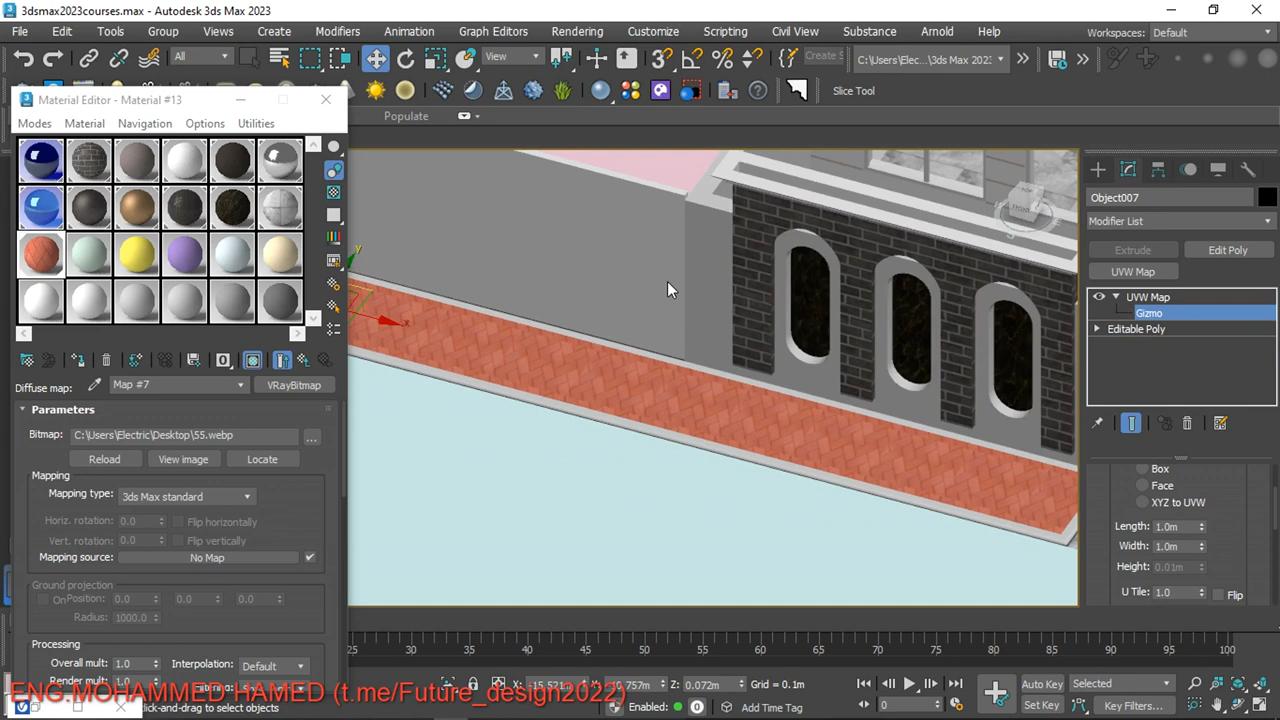 3dsmax2023courses.max - Autodesk 3ds Max 2023
File Edit Tools Group Views Create Modifiers Animation Graph Editors Rendering Customize Scripting Civil View Substance Arnold Help Workspaces: Default
All View Create S C:\Users\Elec...\3ds Max 2023
Slice Tool
Material Editor - Material #13
Populate
Modes Material Navigation Options Utilities
Object007
Modifier List
Extrude Edit Poly
UVW Map
UVW Map
Gizmo
Editable Poly
FRONT
y
x
Diffuse map: Map #7 VRayBitmap
Parameters
Bitmap: C:\Users\Electric\Desktop\55.webp ...
Reload View image Locate
Mapping
Mapping type: 3ds Max standard
Horiz. rotation: 0.0 Flip horizontally
Vert. rotation: 0.0 Flip vertically
Mapping source: No Map
Ground projection
On Position: 0.0 0.0 0.0
Radius: 1000.0
Processing
Overall mult: 1.0 Interpolation: Default
Render mult: 1.0
Box
Face
XYZ to UVW
Length: 1.0m
Width: 1.0m
Height: 0.01m
U Tile: 1.0 Flip
45 50 55 60 65 70 75 80 85 90 95 100
X: -15.521m Z: 0.072m Grid = 0.1m
Auto Key Selected
Set Key Key Filters...
0
ENG.MOHAMMED HAMED (t.me/Future_design2022)
click-and-drag to select objects
Enabled: Add Time Tag